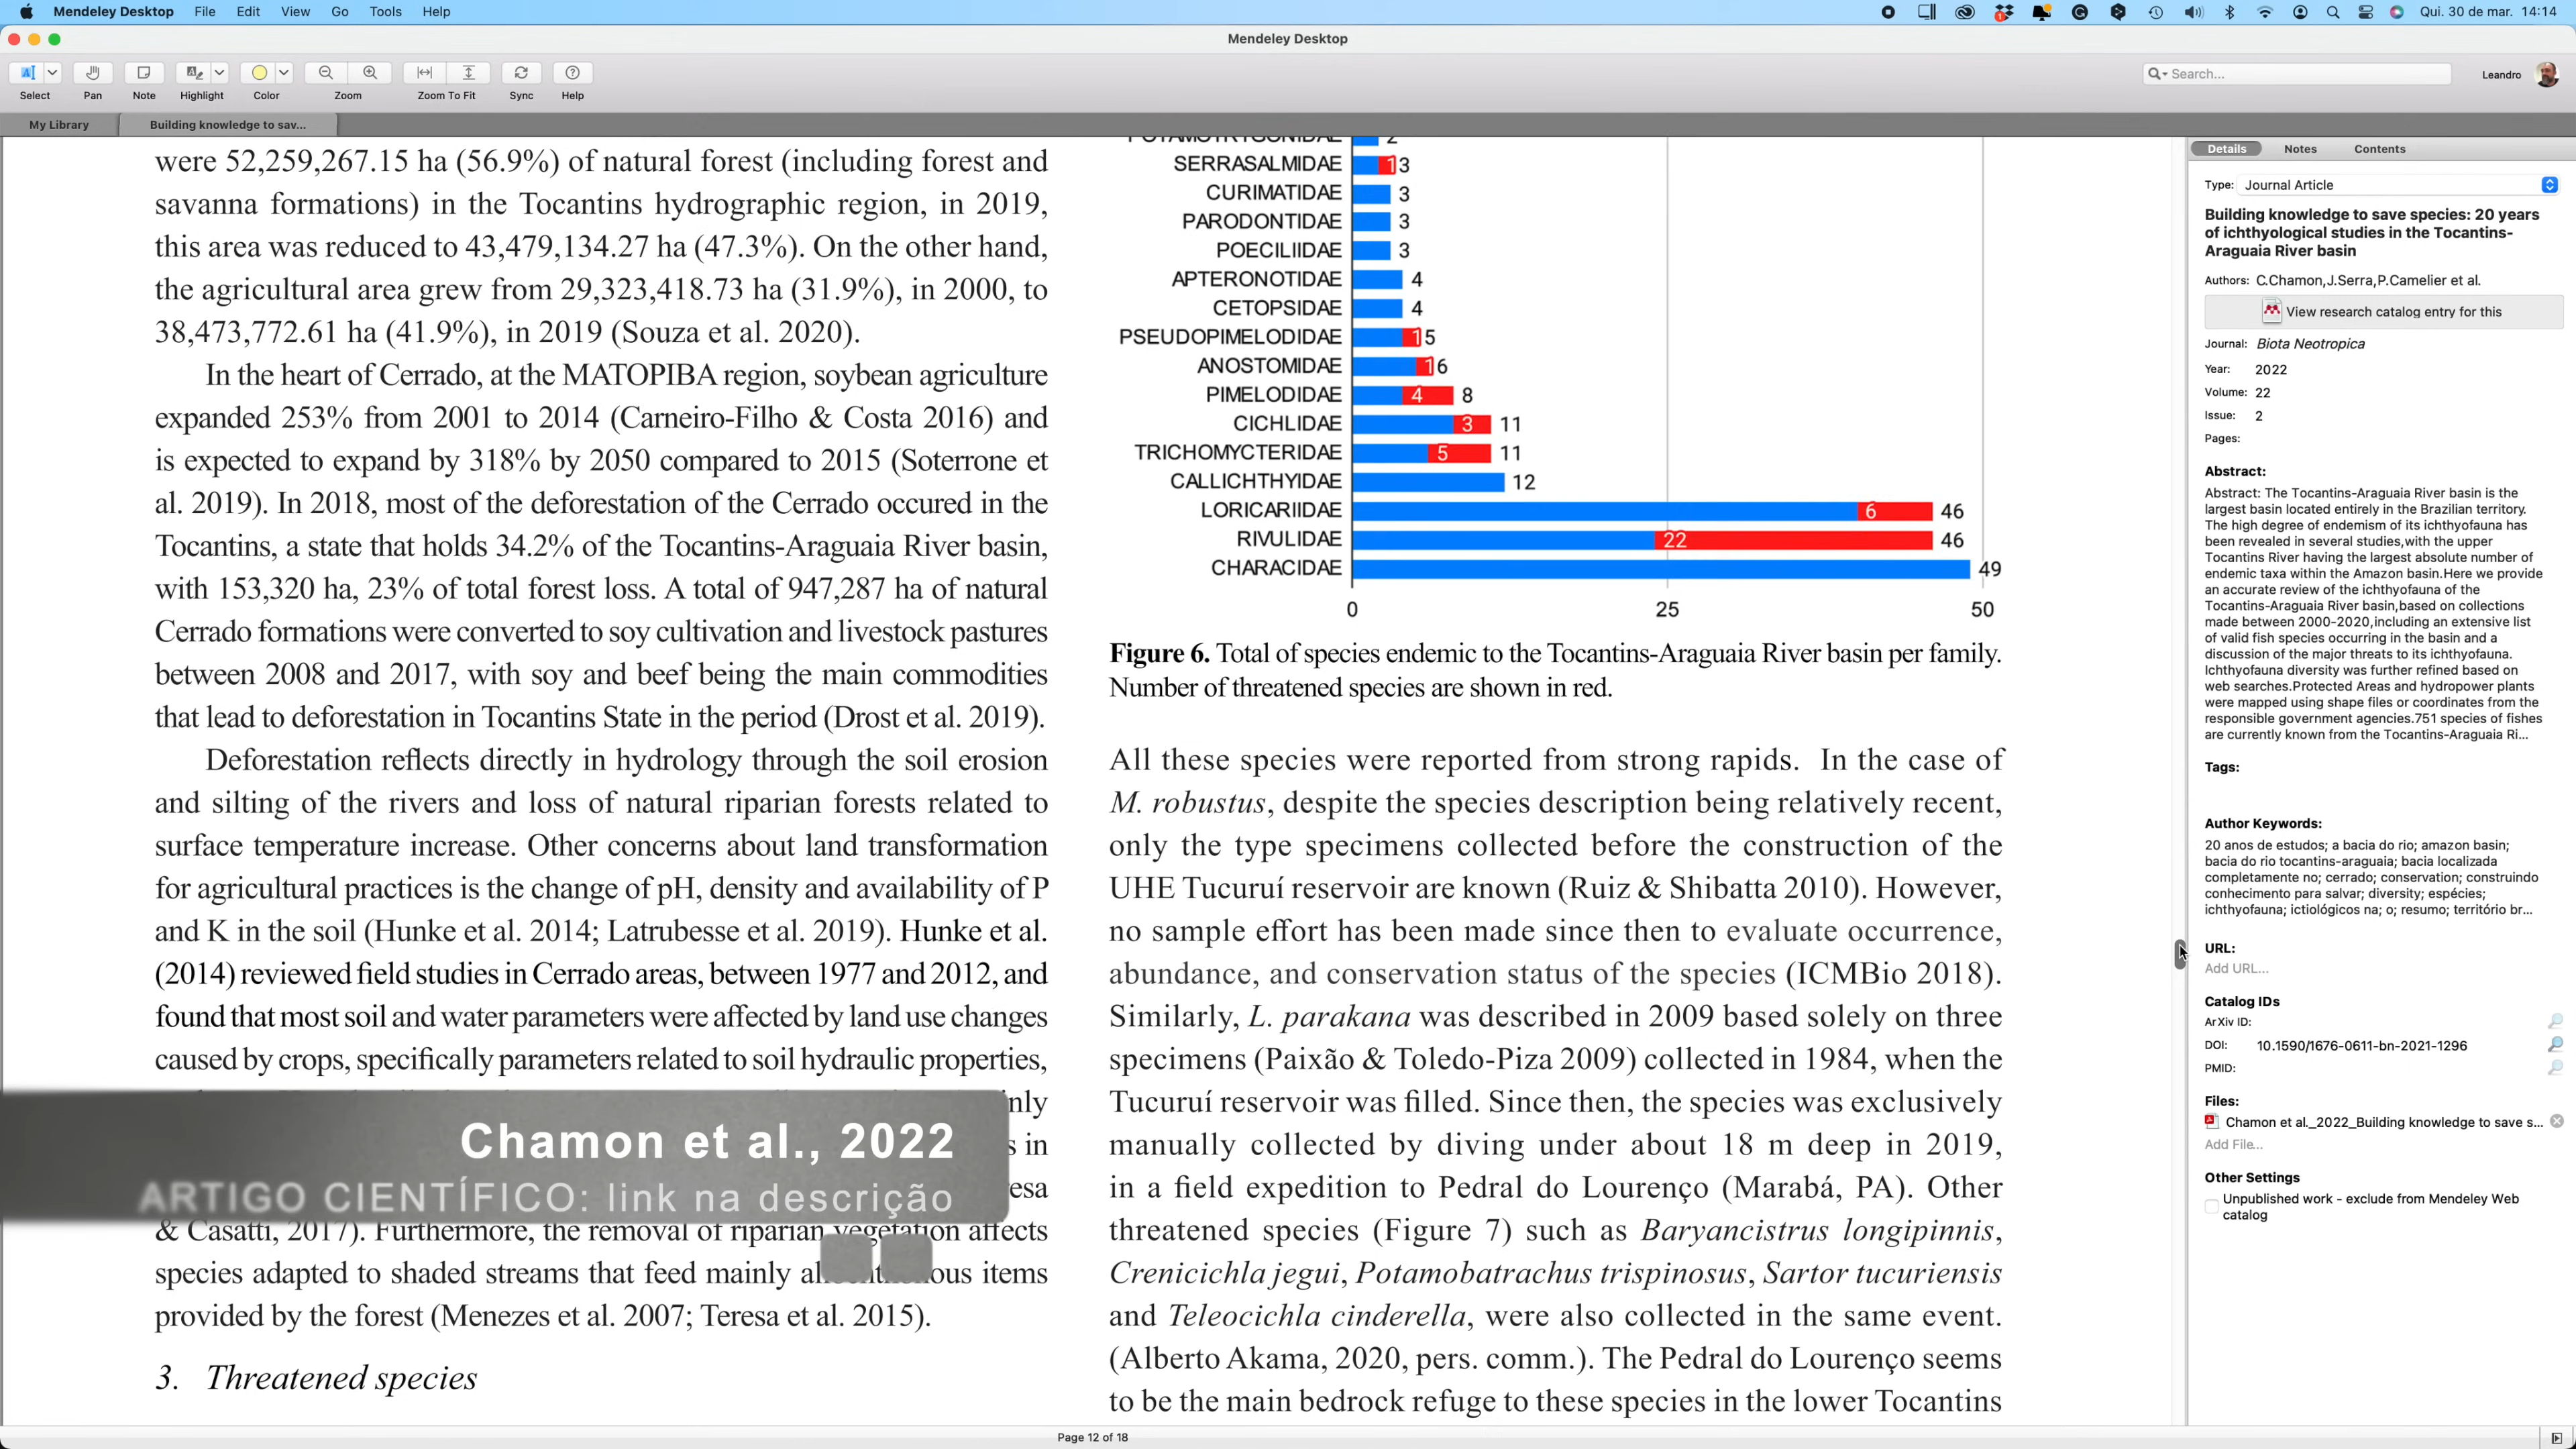 Mendeley Desktop File Edit View Go Tools Help
Qui. 30 de mar. 14:14
Mendeley Desktop
Select Pan Note Highlight Color Zoom Zoom To Fit Sync Help
Search...
Leandro
My Library
Building knowledge to sav...
were 52,259,267.15 ha (56.9%) of natural forest (including forest and
savanna formations) in the Tocantins hydrographic region, in 2019,
this area was reduced to 43,479,134.27 ha (47.3%). On the other hand,
the agricultural area grew from 29,323,418.73 ha (31.9%), in 2000, to
38,473,772.61 ha (41.9%), in 2019 (Souza et al. 2020).
In the heart of Cerrado, at the MATOPIBA region, soybean agriculture
expanded 253% from 2001 to 2014 (Carneiro-Filho & Costa 2016) and
is expected to expand by 318% by 2050 compared to 2015 (Soterrone et
al. 2019). In 2018, most of the deforestation of the Cerrado occured in the
Tocantins, a state that holds 34.2% of the Tocantins-Araguaia River basin,
with 153,320 ha, 23% of total forest loss. A total of 947,287 ha of natural
Cerrado formations were converted to soy cultivation and livestock pastures
between 2008 and 2017, with soy and beef being the main commodities
that lead to deforestation in Tocantins State in the period (Drost et al. 2019).
Deforestation reflects directly in hydrology through the soil erosion
and silting of the rivers and loss of natural riparian forests related to
surface temperature increase. Other concerns about land transformation
for agricultural practices is the change of pH, density and availability of P
and K in the soil (Hunke et al. 2014; Latrubesse et al. 2019). Hunke et al.
(2014) reviewed field studies in Cerrado areas, between 1977 and 2012, and
found that most soil and water parameters were affected by land use changes
caused by crops, specifically parameters related to soil hydraulic properties,
Chamon et al., 2022
ARTIGO CIENTÍFICO: link na descrição
& Casatti, 2017). Furthermore, the removal of riparian vegetation affects
species adapted to shaded streams that feed mainly items
provided by the forest (Menezes et al. 2007; Teresa et al. 2015).
3. Threatened species
POTAMOTRYGONIDAE 2
SERRASALMIDAE 1 3
CURIMATIDAE 3
PARODONTIDAE 3
POECILIIDAE 3
APTERONOTIDAE 4
CETOPSIDAE 4
PSEUDOPIMELODIDAE 1 5
ANOSTOMIDAE 1 6
PIMELODIDAE 4 8
CICHLIDAE 3 11
TRICHOMYCTERIDAE 5 11
CALLICHTHYIDAE 12
LORICARIIDAE 6 46
RIVULIDAE 22 46
CHARACIDAE 49
0 25 50
Figure 6. Total of species endemic to the Tocantins-Araguaia River basin per family.
Number of threatened species are shown in red.
All these species were reported from strong rapids. In the case of
M. robustus, despite the species description being relatively recent,
only the type specimens collected before the construction of the
UHE Tucuruí reservoir are known (Ruiz & Shibatta 2010). However,
no sample effort has been made since then to evaluate occurrence,
abundance, and conservation status of the species (ICMBio 2018).
Similarly, L. parakana was described in 2009 based solely on three
specimens (Paixão & Toledo-Piza 2009) collected in 1984, when the
Tucuruí reservoir was filled. Since then, the species was exclusively
manually collected by diving under about 18 m deep in 2019,
in a field expedition to Pedral do Lourenço (Marabá, PA). Other
threatened species (Figure 7) such as Baryancistrus longipinnis,
Crenicichla jegui, Potamobatrachus trispinosus, Sartor tucuriensis
and Teleocichla cinderella, were also collected in the same event.
(Alberto Akama, 2020, pers. comm.). The Pedral do Lourenço seems
to be the main bedrock refuge to these species in the lower Tocantins
Details Notes Contents
Type: Journal Article
Building knowledge to save species: 20 years
of ichthyological studies in the Tocantins-
Araguaia River basin
Authors: C.Chamon,J.Serra,P.Camelier et al.
View research catalog entry for this
Journal: Biota Neotropica
Year: 2022
Volume: 22
Issue: 2
Pages:
Abstract:
Abstract: The Tocantins-Araguaia River basin is the
largest basin located entirely in the Brazilian territory.
The high degree of endemism of its ichthyofauna has
been revealed in several studies,with the upper
Tocantins River having the largest absolute number of
endemic taxa within the Amazon basin.Here we provide
an accurate review of the ichthyofauna of the
Tocantins-Araguaia River basin,based on collections
made between 2000-2020,including an extensive list
of valid fish species occurring in the basin and a
discussion of the major threats to its ichthyofauna.
Ichthyofauna diversity was further refined based on
web searches.Protected Areas and hydropower plants
were mapped using shape files or coordinates from the
responsible government agencies.751 species of fishes
are currently known from the Tocantins-Araguaia Ri...
Tags:
Author Keywords:
20 anos de estudos; a bacia do rio; amazon basin;
bacia do rio tocantins-araguaia; bacia localizada
completamente no; cerrado; conservation; construindo
conhecimento para salvar; diversity; espécies;
ichthyofauna; ictiológicos na; o; resumo; território br...
URL:
Add URL...
Catalog IDs
ArXiv ID:
DOI: 10.1590/1676-0611-bn-2021-1296
PMID:
Files:
Chamon et al._2022_Building knowledge to save s...
Add File...
Other Settings
Unpublished work - exclude from Mendeley Web
catalog
Page 12 of 18